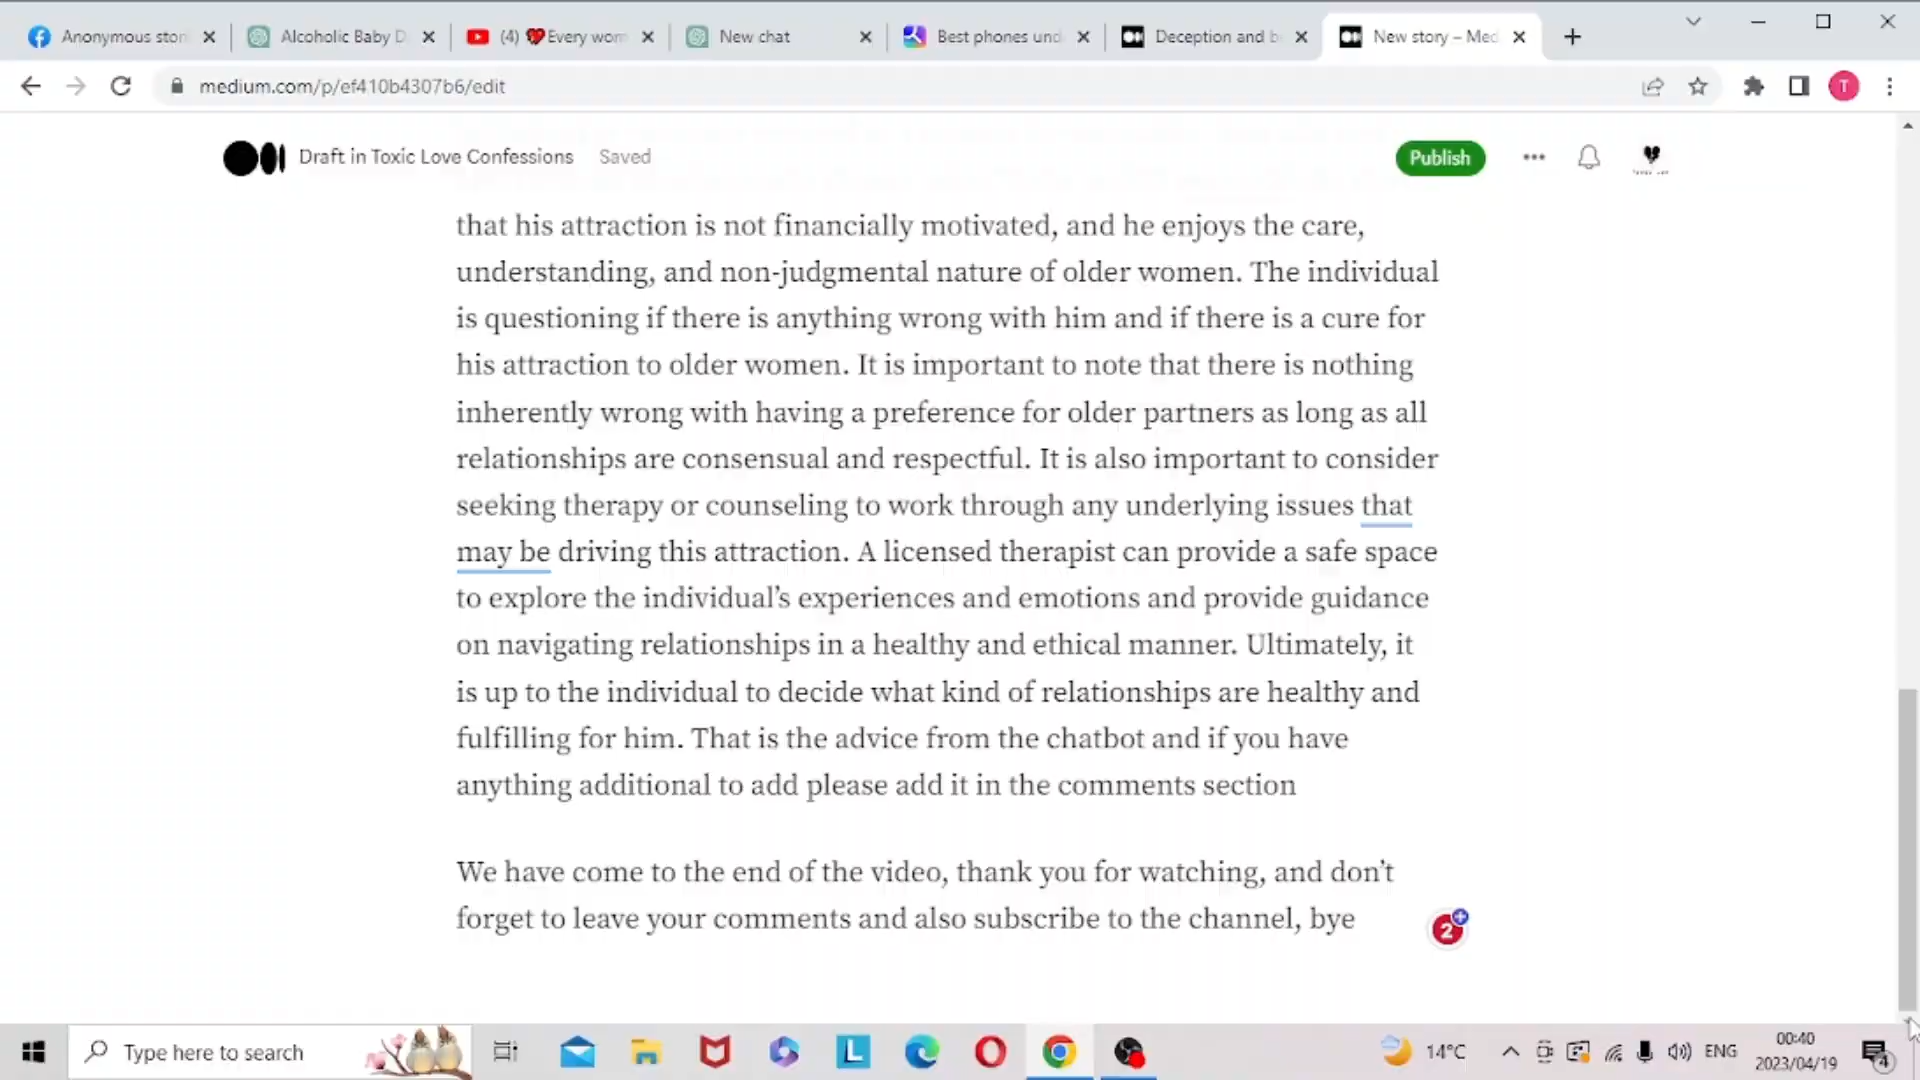 Anonymous stori
Alcoholic Baby D
(4) Every wom
New chat
Best phones und
Deception and b
New story – Med
medium.com/p/ef410b4307b6/edit
T
Draft in Toxic Love Confessions
Saved
Publish
that his attraction is not financially motivated, and he enjoys the care,
understanding, and non-judgmental nature of older women. The individual
is questioning if there is anything wrong with him and if there is a cure for
his attraction to older women. It is important to note that there is nothing
inherently wrong with having a preference for older partners as long as all
relationships are consensual and respectful. It is also important to consider
seeking therapy or counseling to work through any underlying issues that
may be driving this attraction. A licensed therapist can provide a safe space
to explore the individual's experiences and emotions and provide guidance
on navigating relationships in a healthy and ethical manner. Ultimately, it
is up to the individual to decide what kind of relationships are healthy and
fulfilling for him. That is the advice from the chatbot and if you have
anything additional to add please add it in the comments section
We have come to the end of the video, thank you for watching, and don't
forget to leave your comments and also subscribe to the channel, bye
2
Type here to search
L
14°C
ENG
00:40
2023/04/19
4